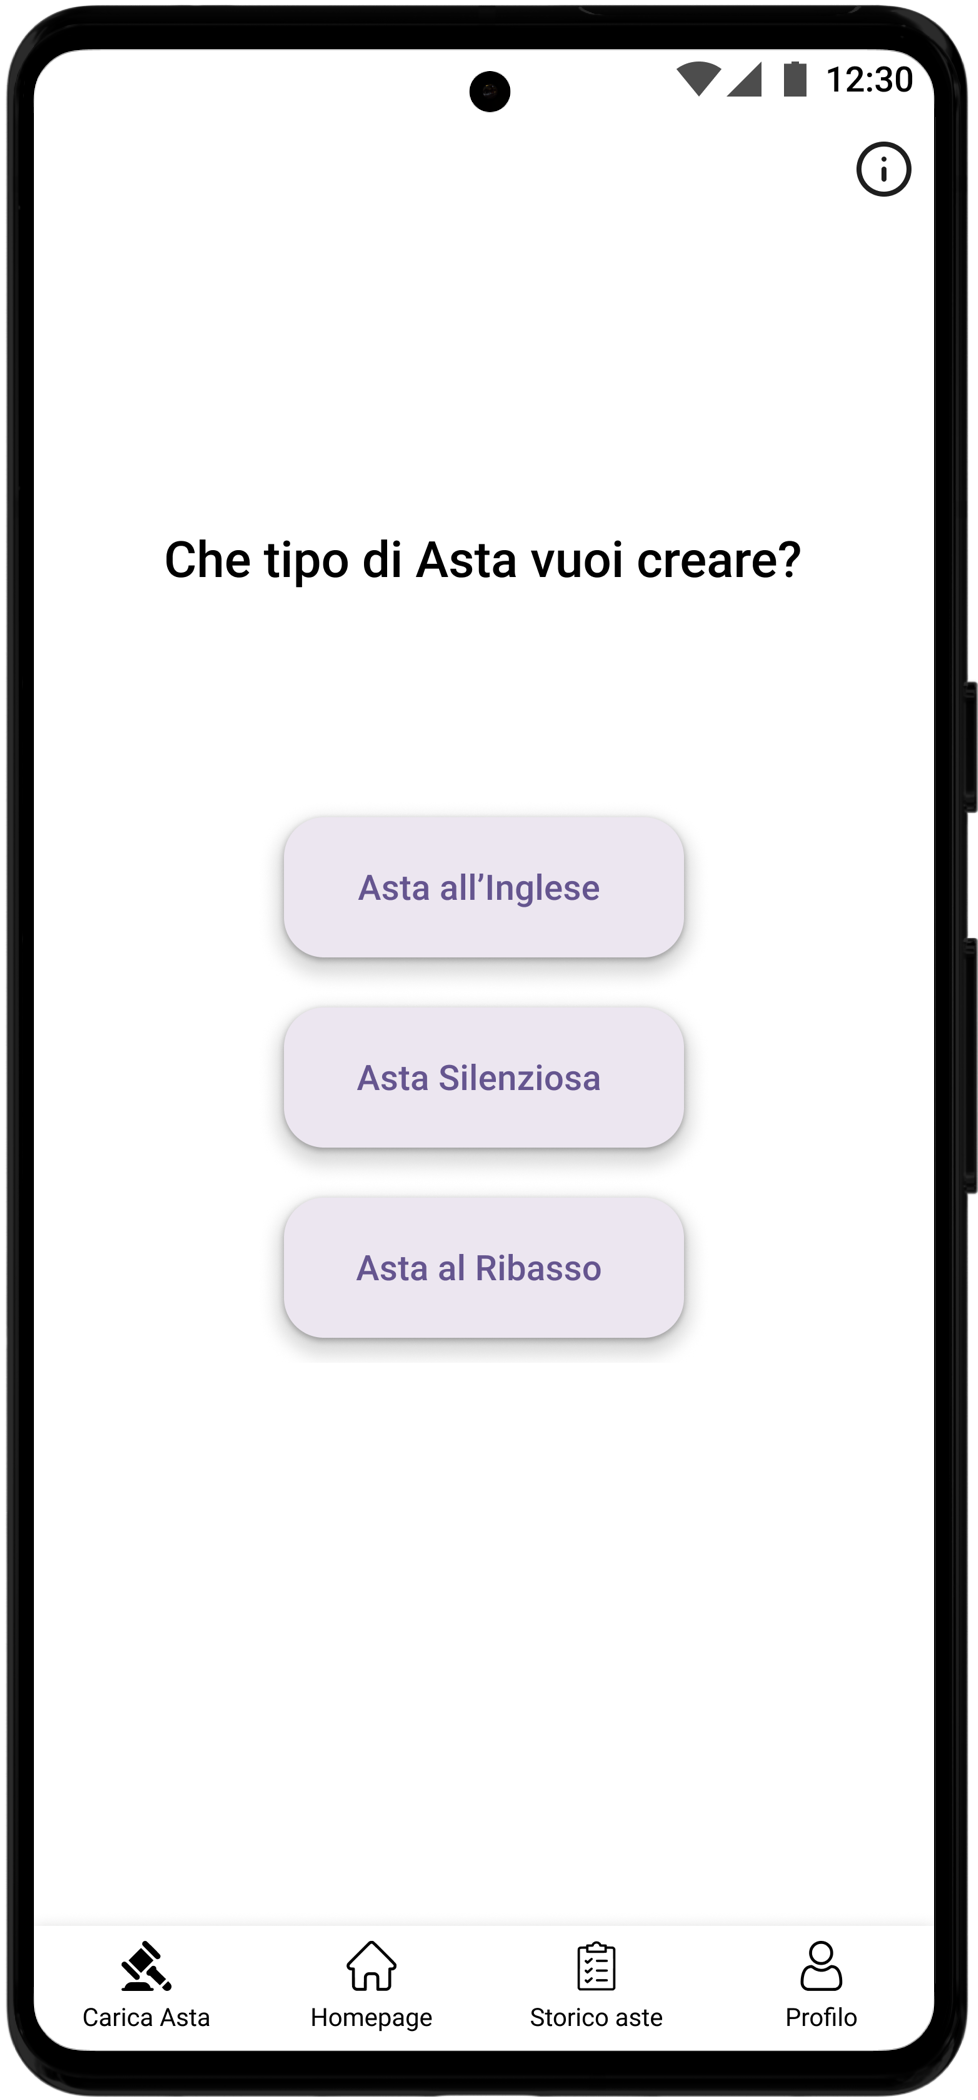 12:30
Che tipo di Asta vuoi creare?
Asta all’Inglese
Asta Silenziosa
Asta al Ribasso
Carica Asta
Homepage
Storico aste
Profilo